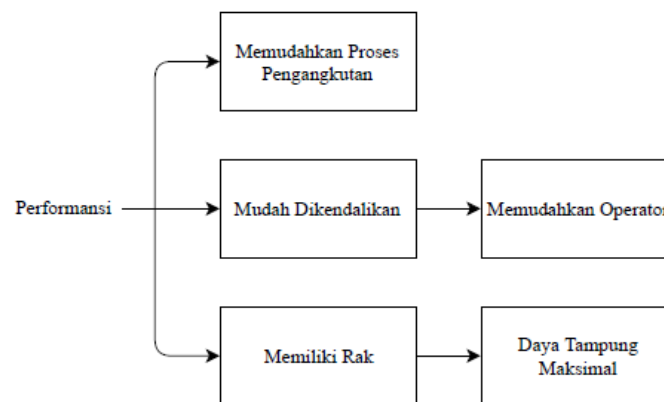 Memudahkan Proses
Pengangkutan
Performansi
Mudah Dikendalikan
Memudahkan Operator
Memiliki Rak
Daya Tampung
Maksimal